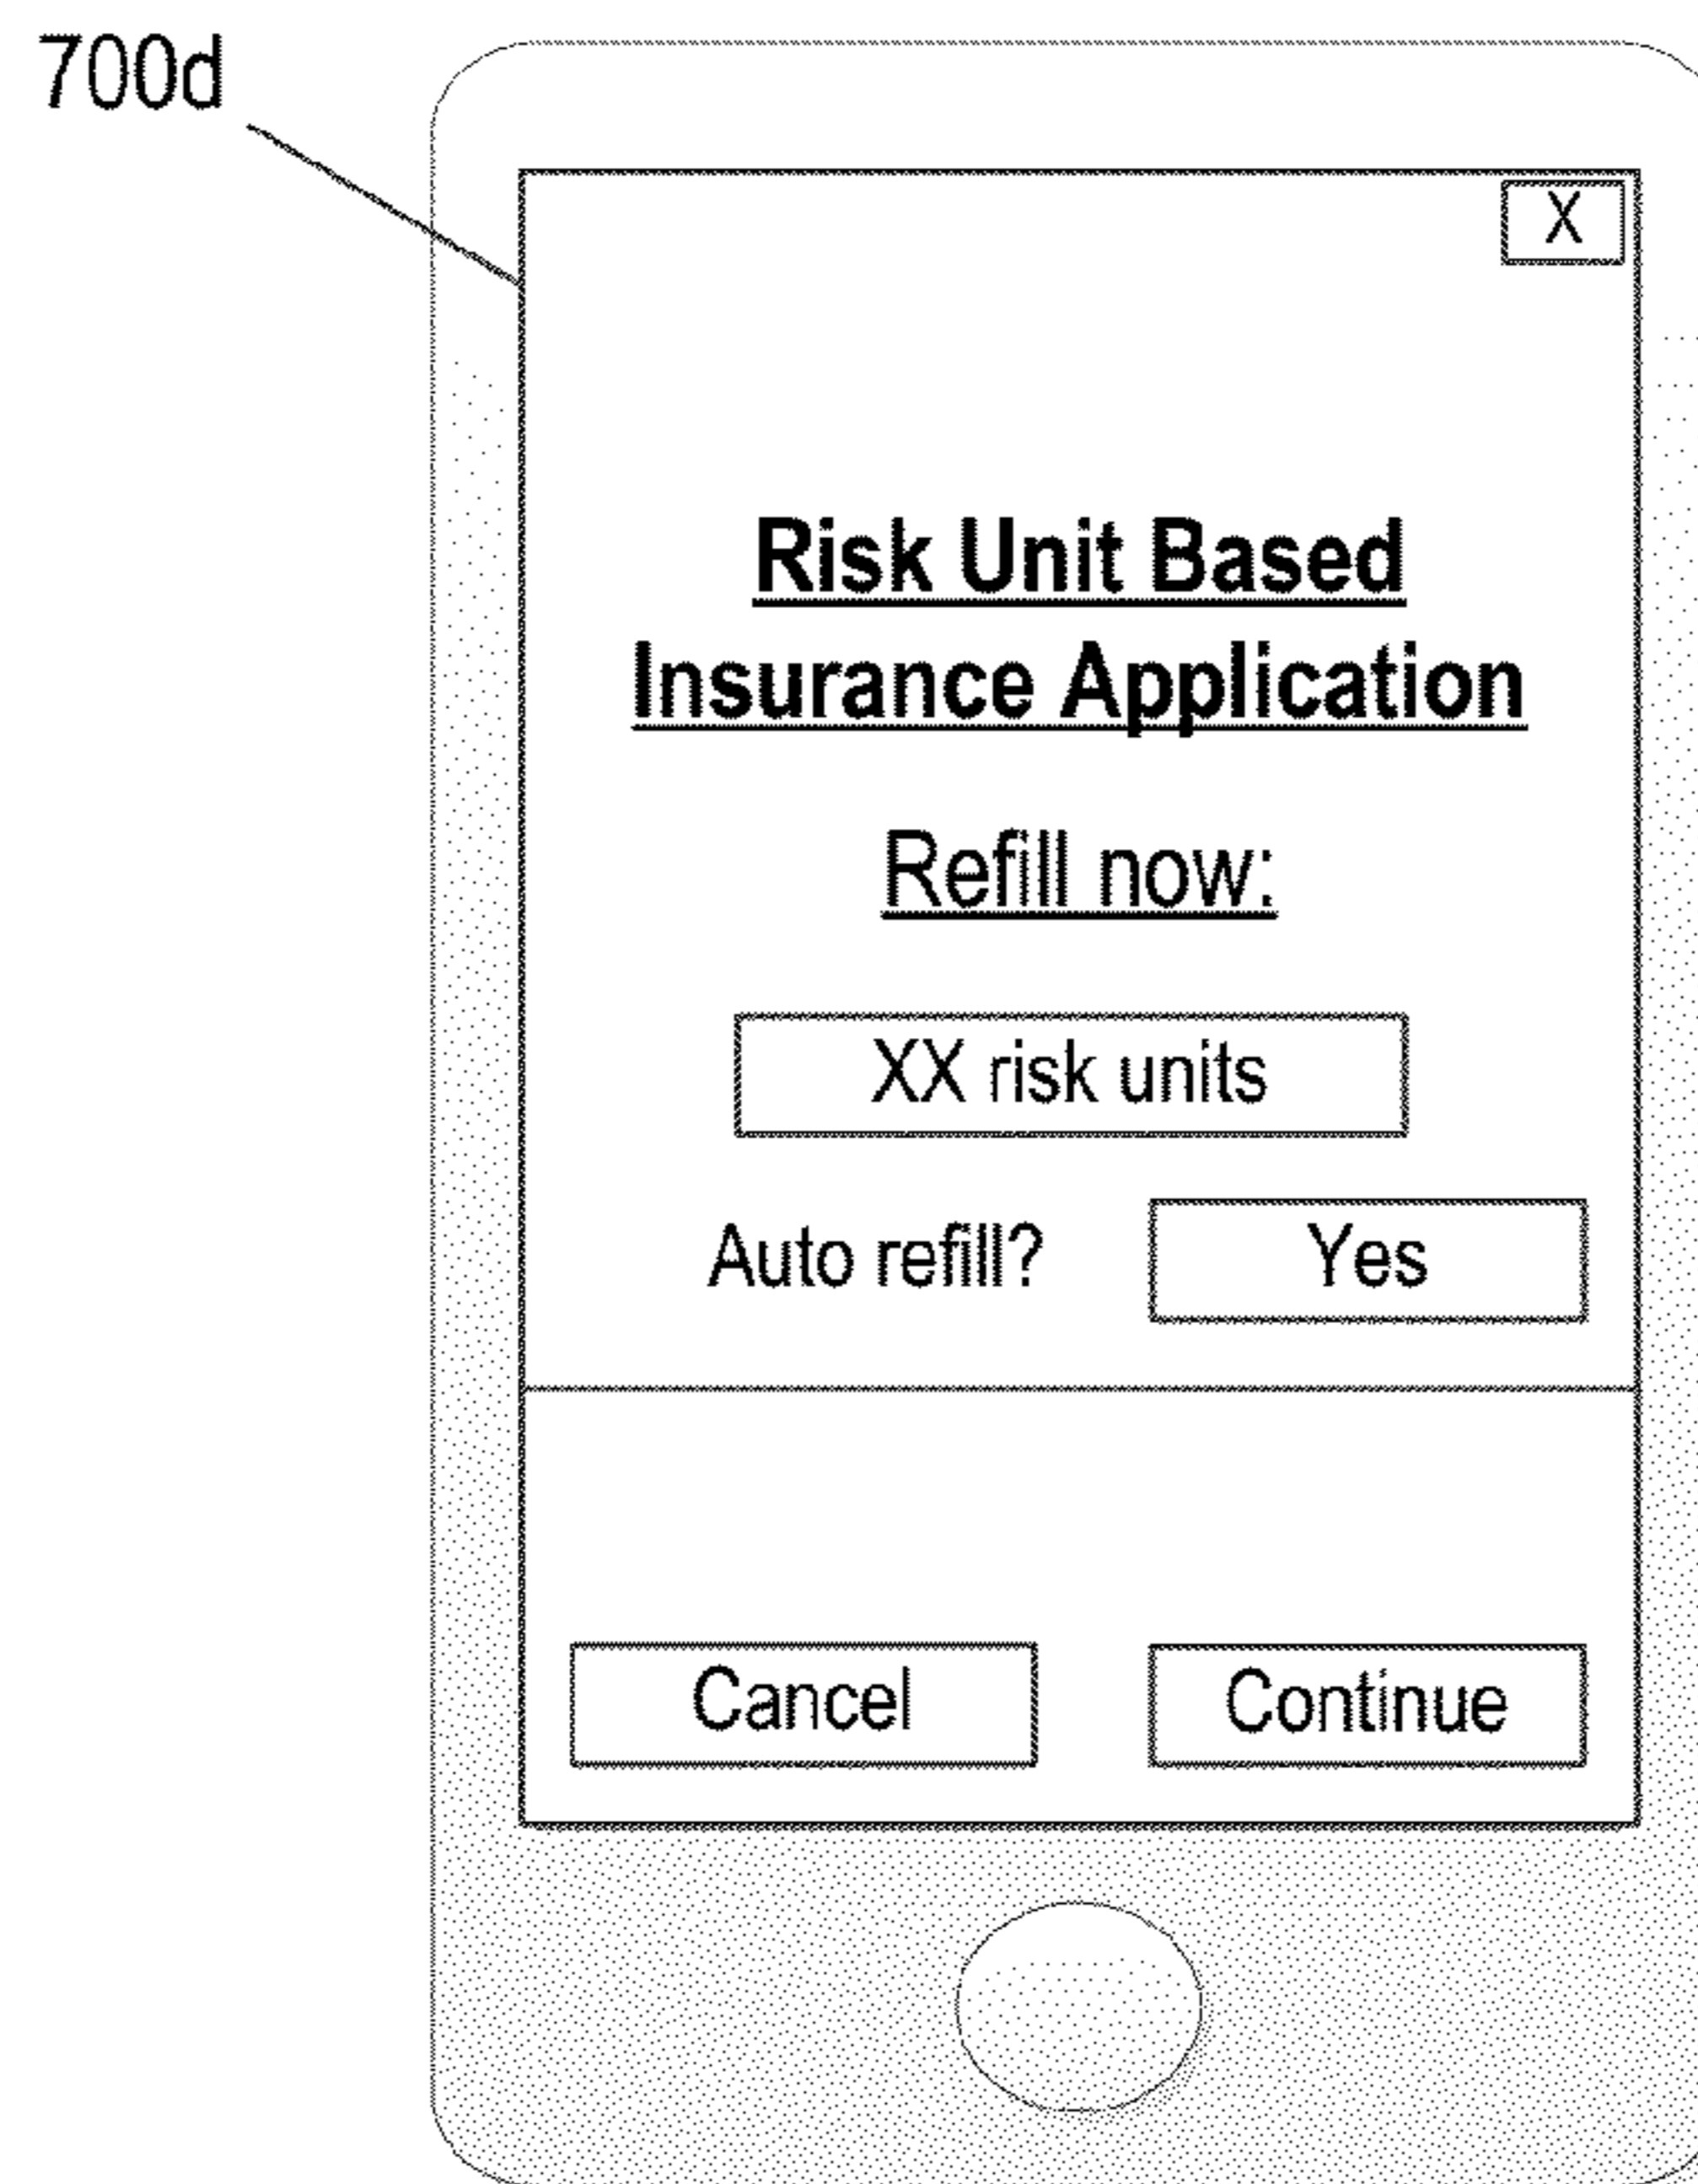 700d
X
Risk Unit Based
Insurance Application
Refill now:
XX risk units
Auto refill? Yes
Cancel Continue